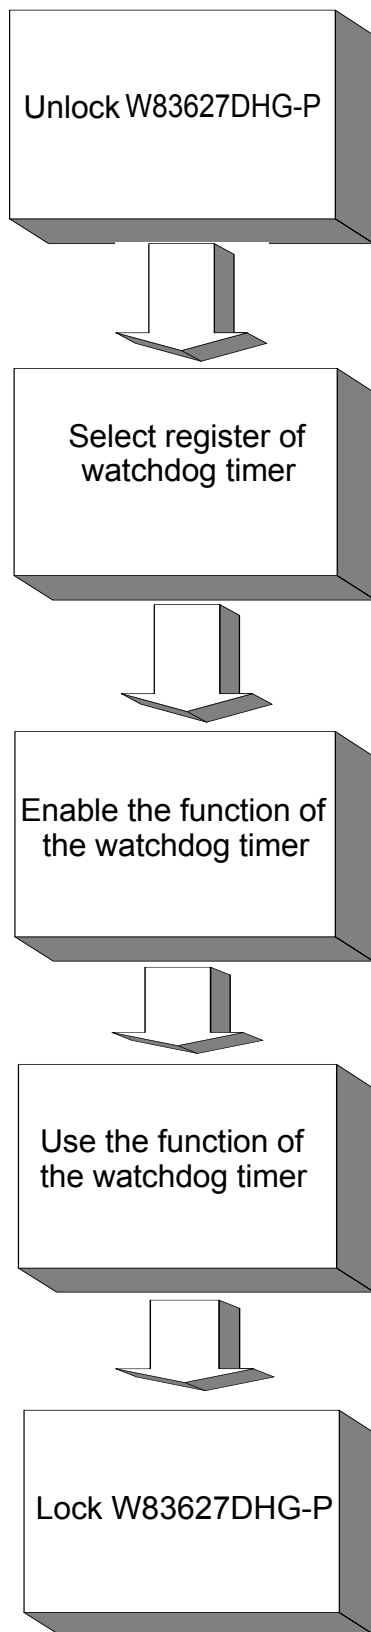 Unlock W83627DHG-P
Select register of
watchdog timer
Enable the function of
the watchdog timer
Use the function of
the watchdog timer
Lock W83627DHG-P